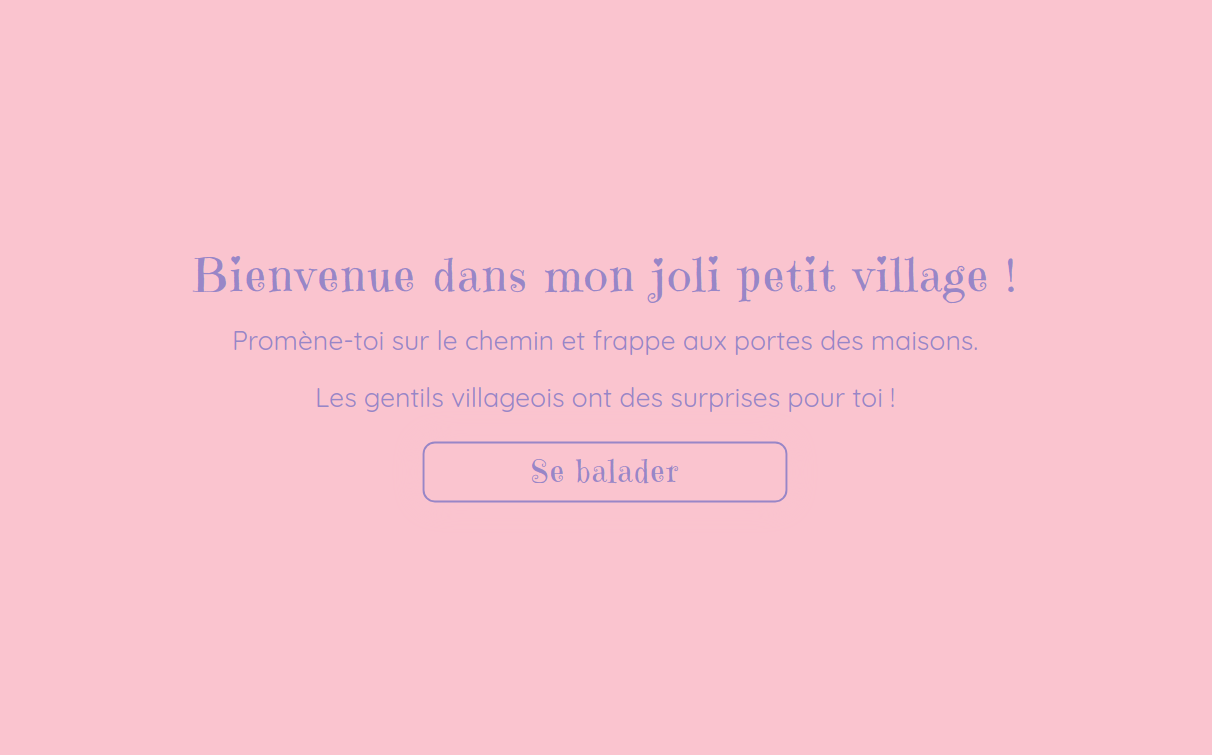 Bienvenue dans mon joli petit village !
Promène-toi sur le chemin et frappe aux portes des maisons.
Les gentils villageois ont des surprises pour toi !
Se balader